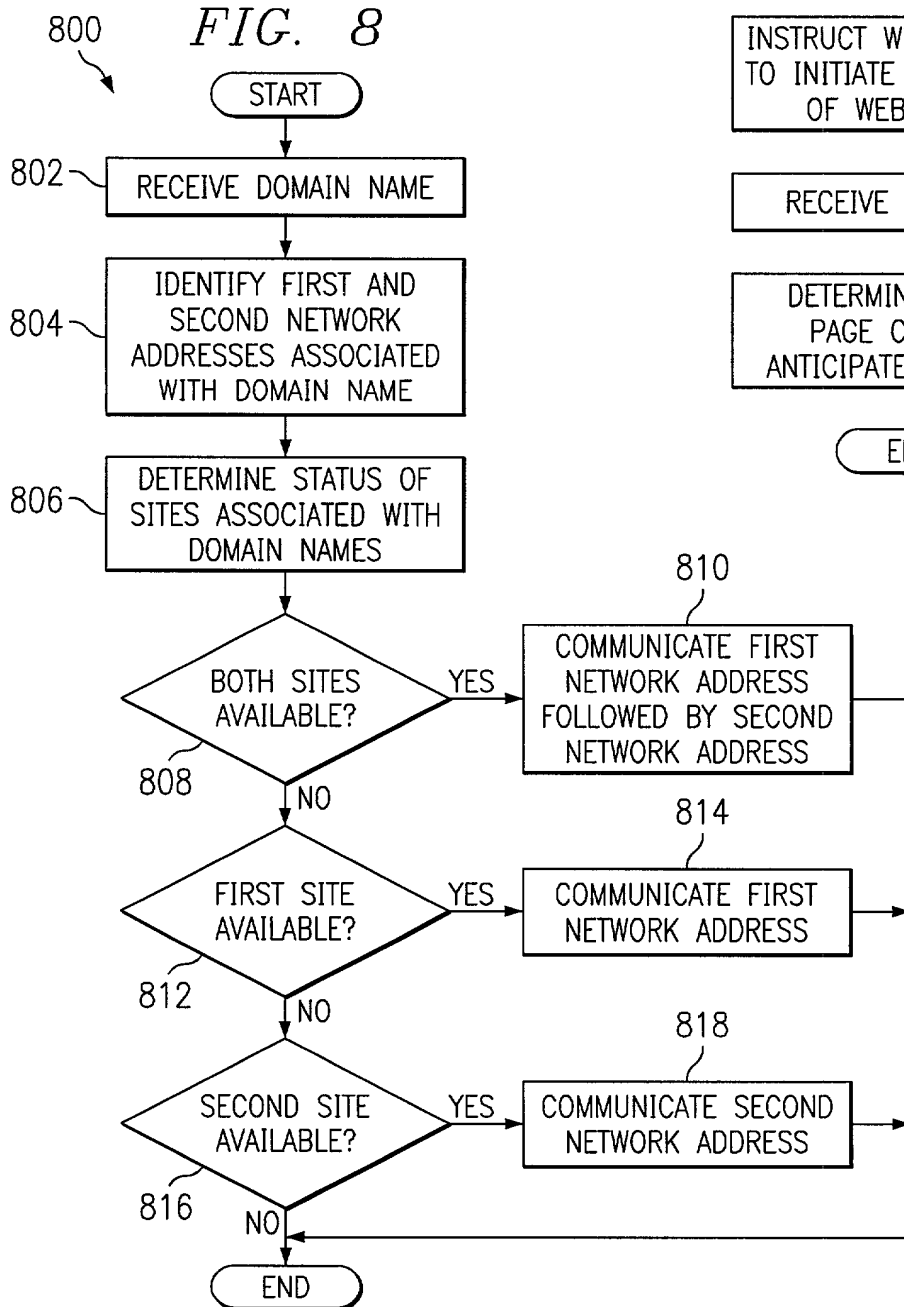 FIG. 8
800
START
802
RECEIVE DOMAIN NAME
804
IDENTIFY FIRST AND
SECOND NETWORK
ADDRESSES ASSOCIATED
WITH DOMAIN NAME
806
DETERMINE STATUS OF
SITES ASSOCIATED WITH
DOMAIN NAMES
BOTH SITES
AVAILABLE?
808
YES
NO
810
COMMUNICATE FIRST
NETWORK ADDRESS
FOLLOWED BY SECOND
NETWORK ADDRESS
FIRST SITE
AVAILABLE?
812
YES
NO
814
COMMUNICATE FIRST
NETWORK ADDRESS
SECOND SITE
AVAILABLE?
816
YES
NO
818
COMMUNICATE SECOND
NETWORK ADDRESS
END
INSTRUCT
TO INITIATE
OF WEB
RECEIVE
PAGE